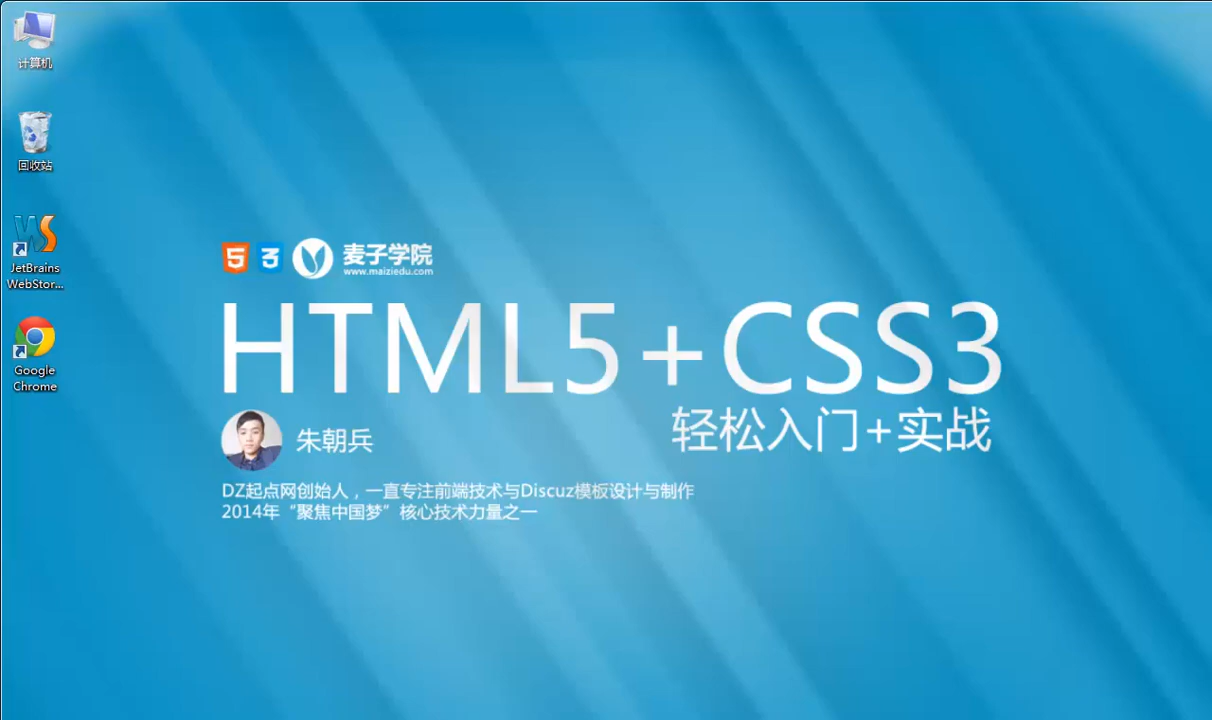 计算机
回收站
JetBrains
WebStor...
Google
Chrome
5 3 麦子学院
www.maiziedu.com
HTML5+CSS3
轻松入门+实战
朱朝兵
DZ起点网创始人，一直专注前端技术与Discuz模板设计与制作
2014年“聚焦中国梦”核心技术力量之一